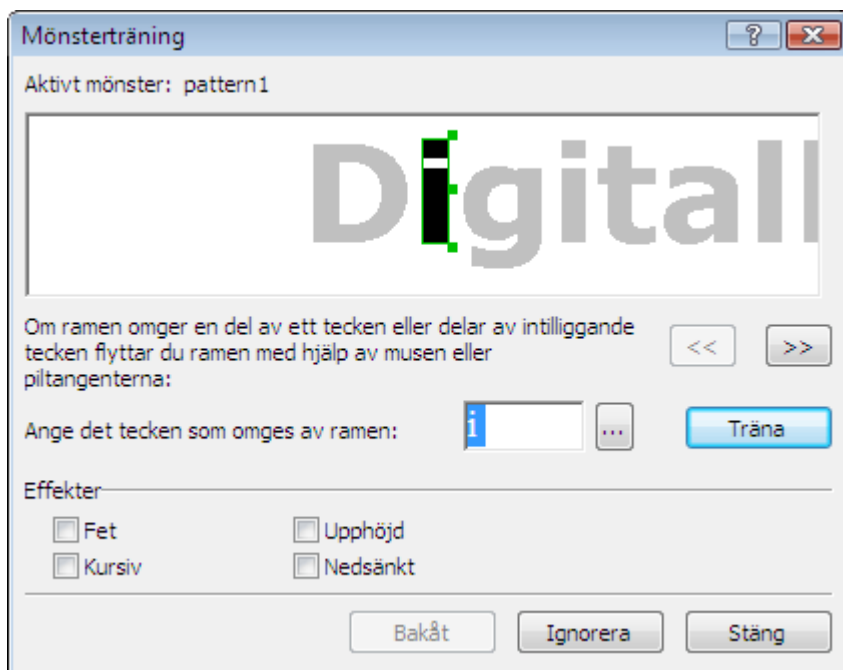 Mönsterträning
Aktivt mönster: pattern1
Digitall
Om ramen omger en del av ett tecken eller delar av intilliggande
tecken flyttar du ramen med hjälp av musen eller
piltangenterna:
<< >>
Ange det tecken som omges av ramen: i ... Träna
Effekter
Fet Upphöjd
Kursiv Nedsänkt
Bakåt Ignorera Stäng